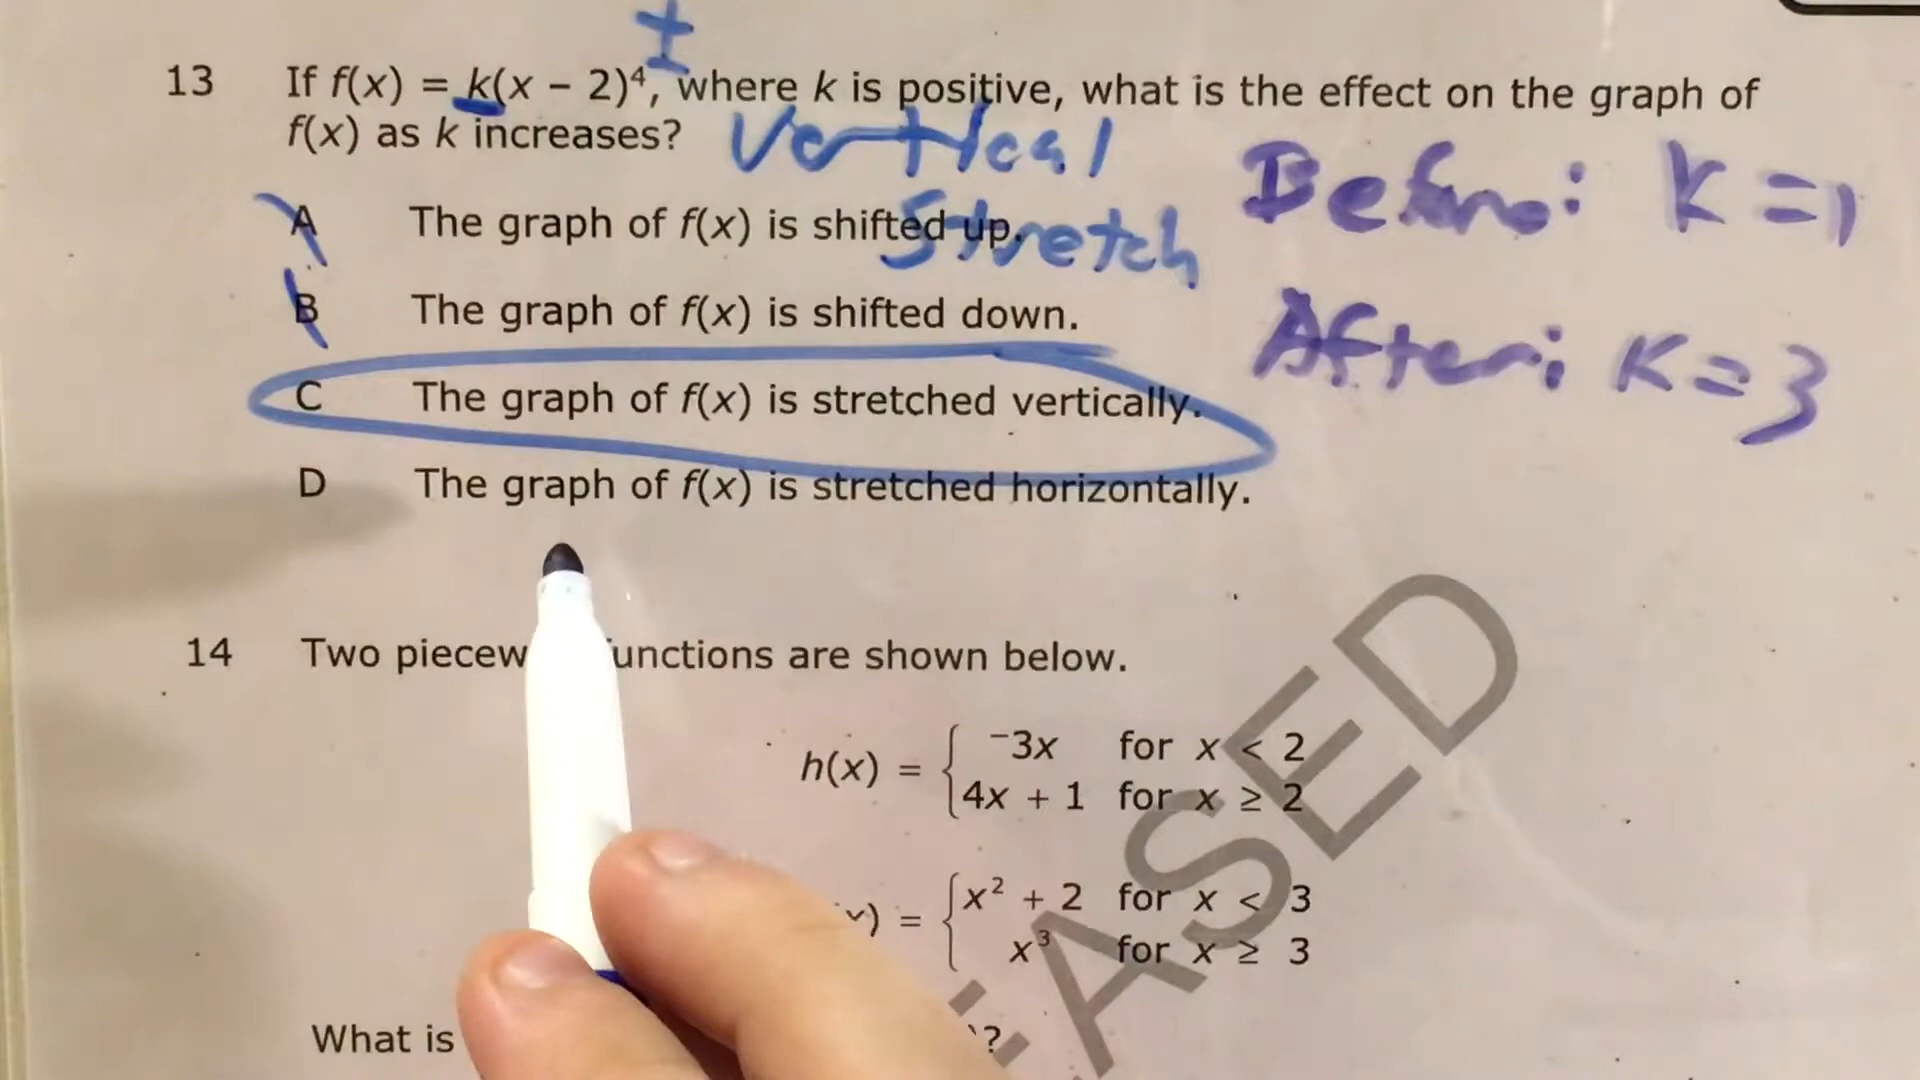 ±
13 If f(x) = k(x – 2)⁴, where k is positive, what is the effect on the graph of
f(x) as k increases?
Vertical
Stretch
Before: K = 1
After: K = 3
A The graph of f(x) is shifted up.
B The graph of f(x) is shifted down.
C The graph of f(x) is stretched vertically.
D The graph of f(x) is stretched horizontally.
14 Two functions are shown below.
h(x) = { ⁻3x for x < 2
4x + 1 for x ≥ 2
) = { x² + 2 for x < 3
x³ for x ≥ 3
What is ?
EASED